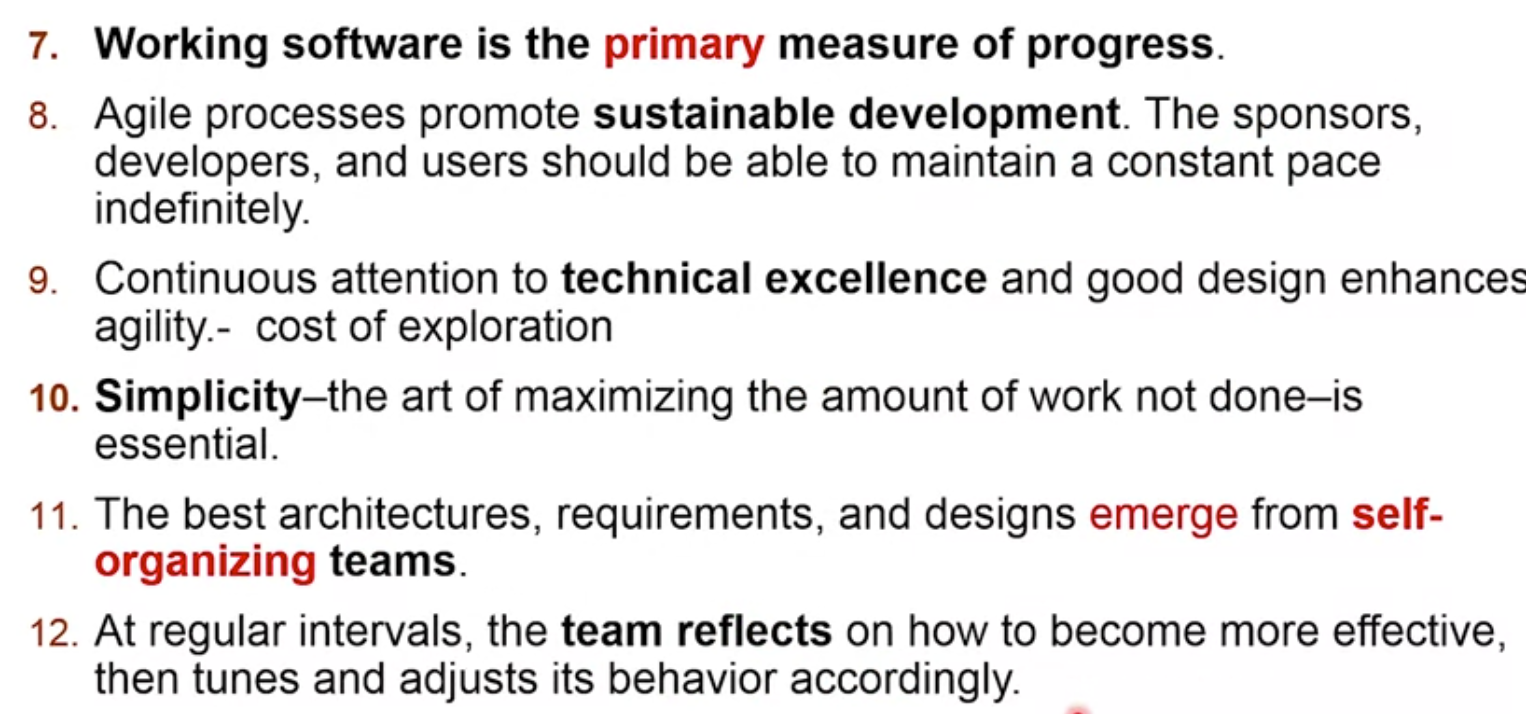 7. Working software is the primary measure of progress.
8. Agile processes promote sustainable development. The sponsors,
developers, and users should be able to maintain a constant pace
indefinitely.
9. Continuous attention to technical excellence and good design enhances
agility.- cost of exploration
10. Simplicity–the art of maximizing the amount of work not done–is
essential.
11. The best architectures, requirements, and designs emerge from self-
organizing teams.
12. At regular intervals, the team reflects on how to become more effective,
then tunes and adjusts its behavior accordingly.